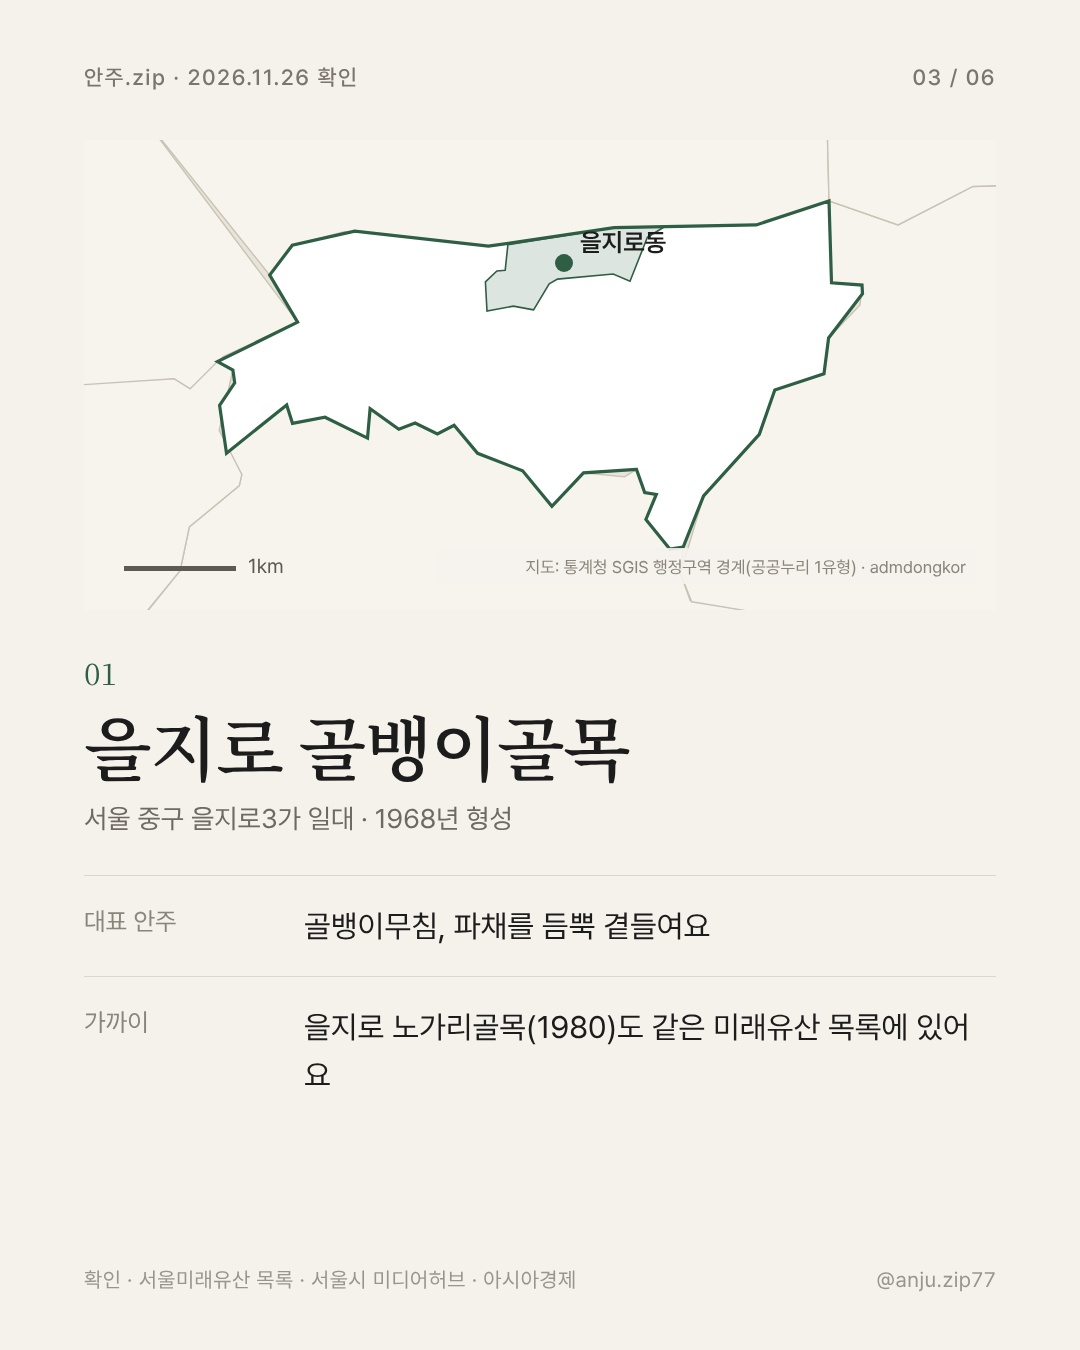 안주.zip · 2026.11.26 확인
03 / 06
을지로동
1km
지도: 통계청 SGIS 행정구역 경계(공공누리 1유형) · admdongkor
01
을지로 골뱅이골목
서울 중구 을지로3가 일대 · 1968년 형성
대표 안주
골뱅이무침, 파채를 듬뿍 곁들여요
가까이
을지로 노가리골목(1980)도 같은 미래유산 목록에 있어
요
확인 · 서울미래유산 목록 · 서울시 미디어허브 · 아시아경제
@anju.zip77